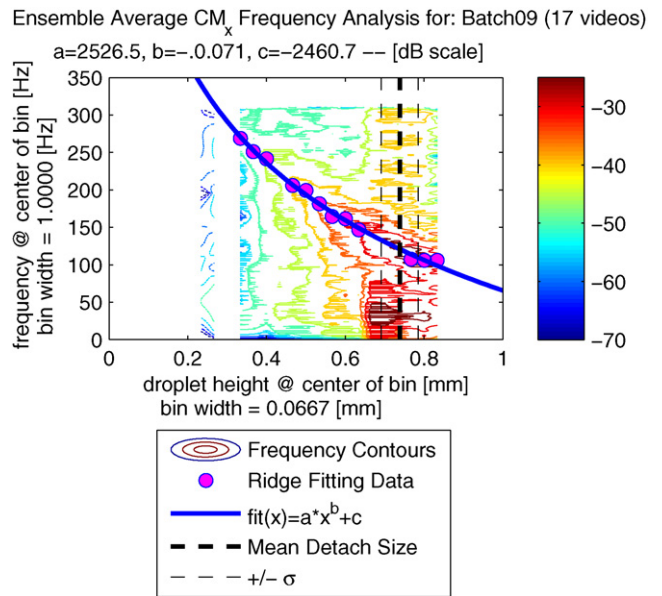 Ensemble Average CMx Frequency Analysis for: Batch09 (17 videos)
a=2526.5, b=-.0.071, c=-2460.7 -- [dB scale]
frequency @ center of bin [Hz]
bin width = 1.0000 [Hz]
350
300
250
200
150
100
50
0
0 0.2 0.4 0.6 0.8 1
droplet height @ center of bin [mm]
bin width = 0.0667 [mm]
-30
-40
-50
-60
-70
Frequency Contours
Ridge Fitting Data
fit(x)=a*x^b+c
Mean Detach Size
+/- σ